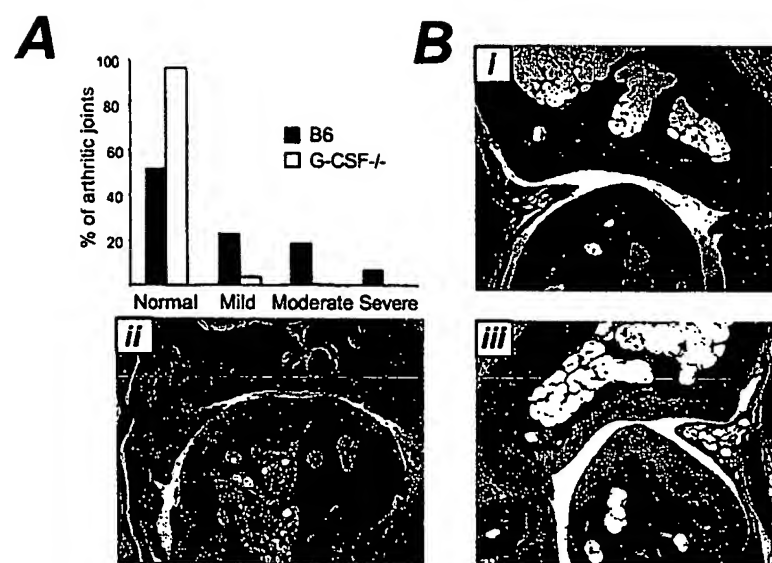 A
B
% of arthritic joints
100
80
60
40
20
B6
G-CSF-/-
Normal Mild Moderate Severe
i
ii
iii